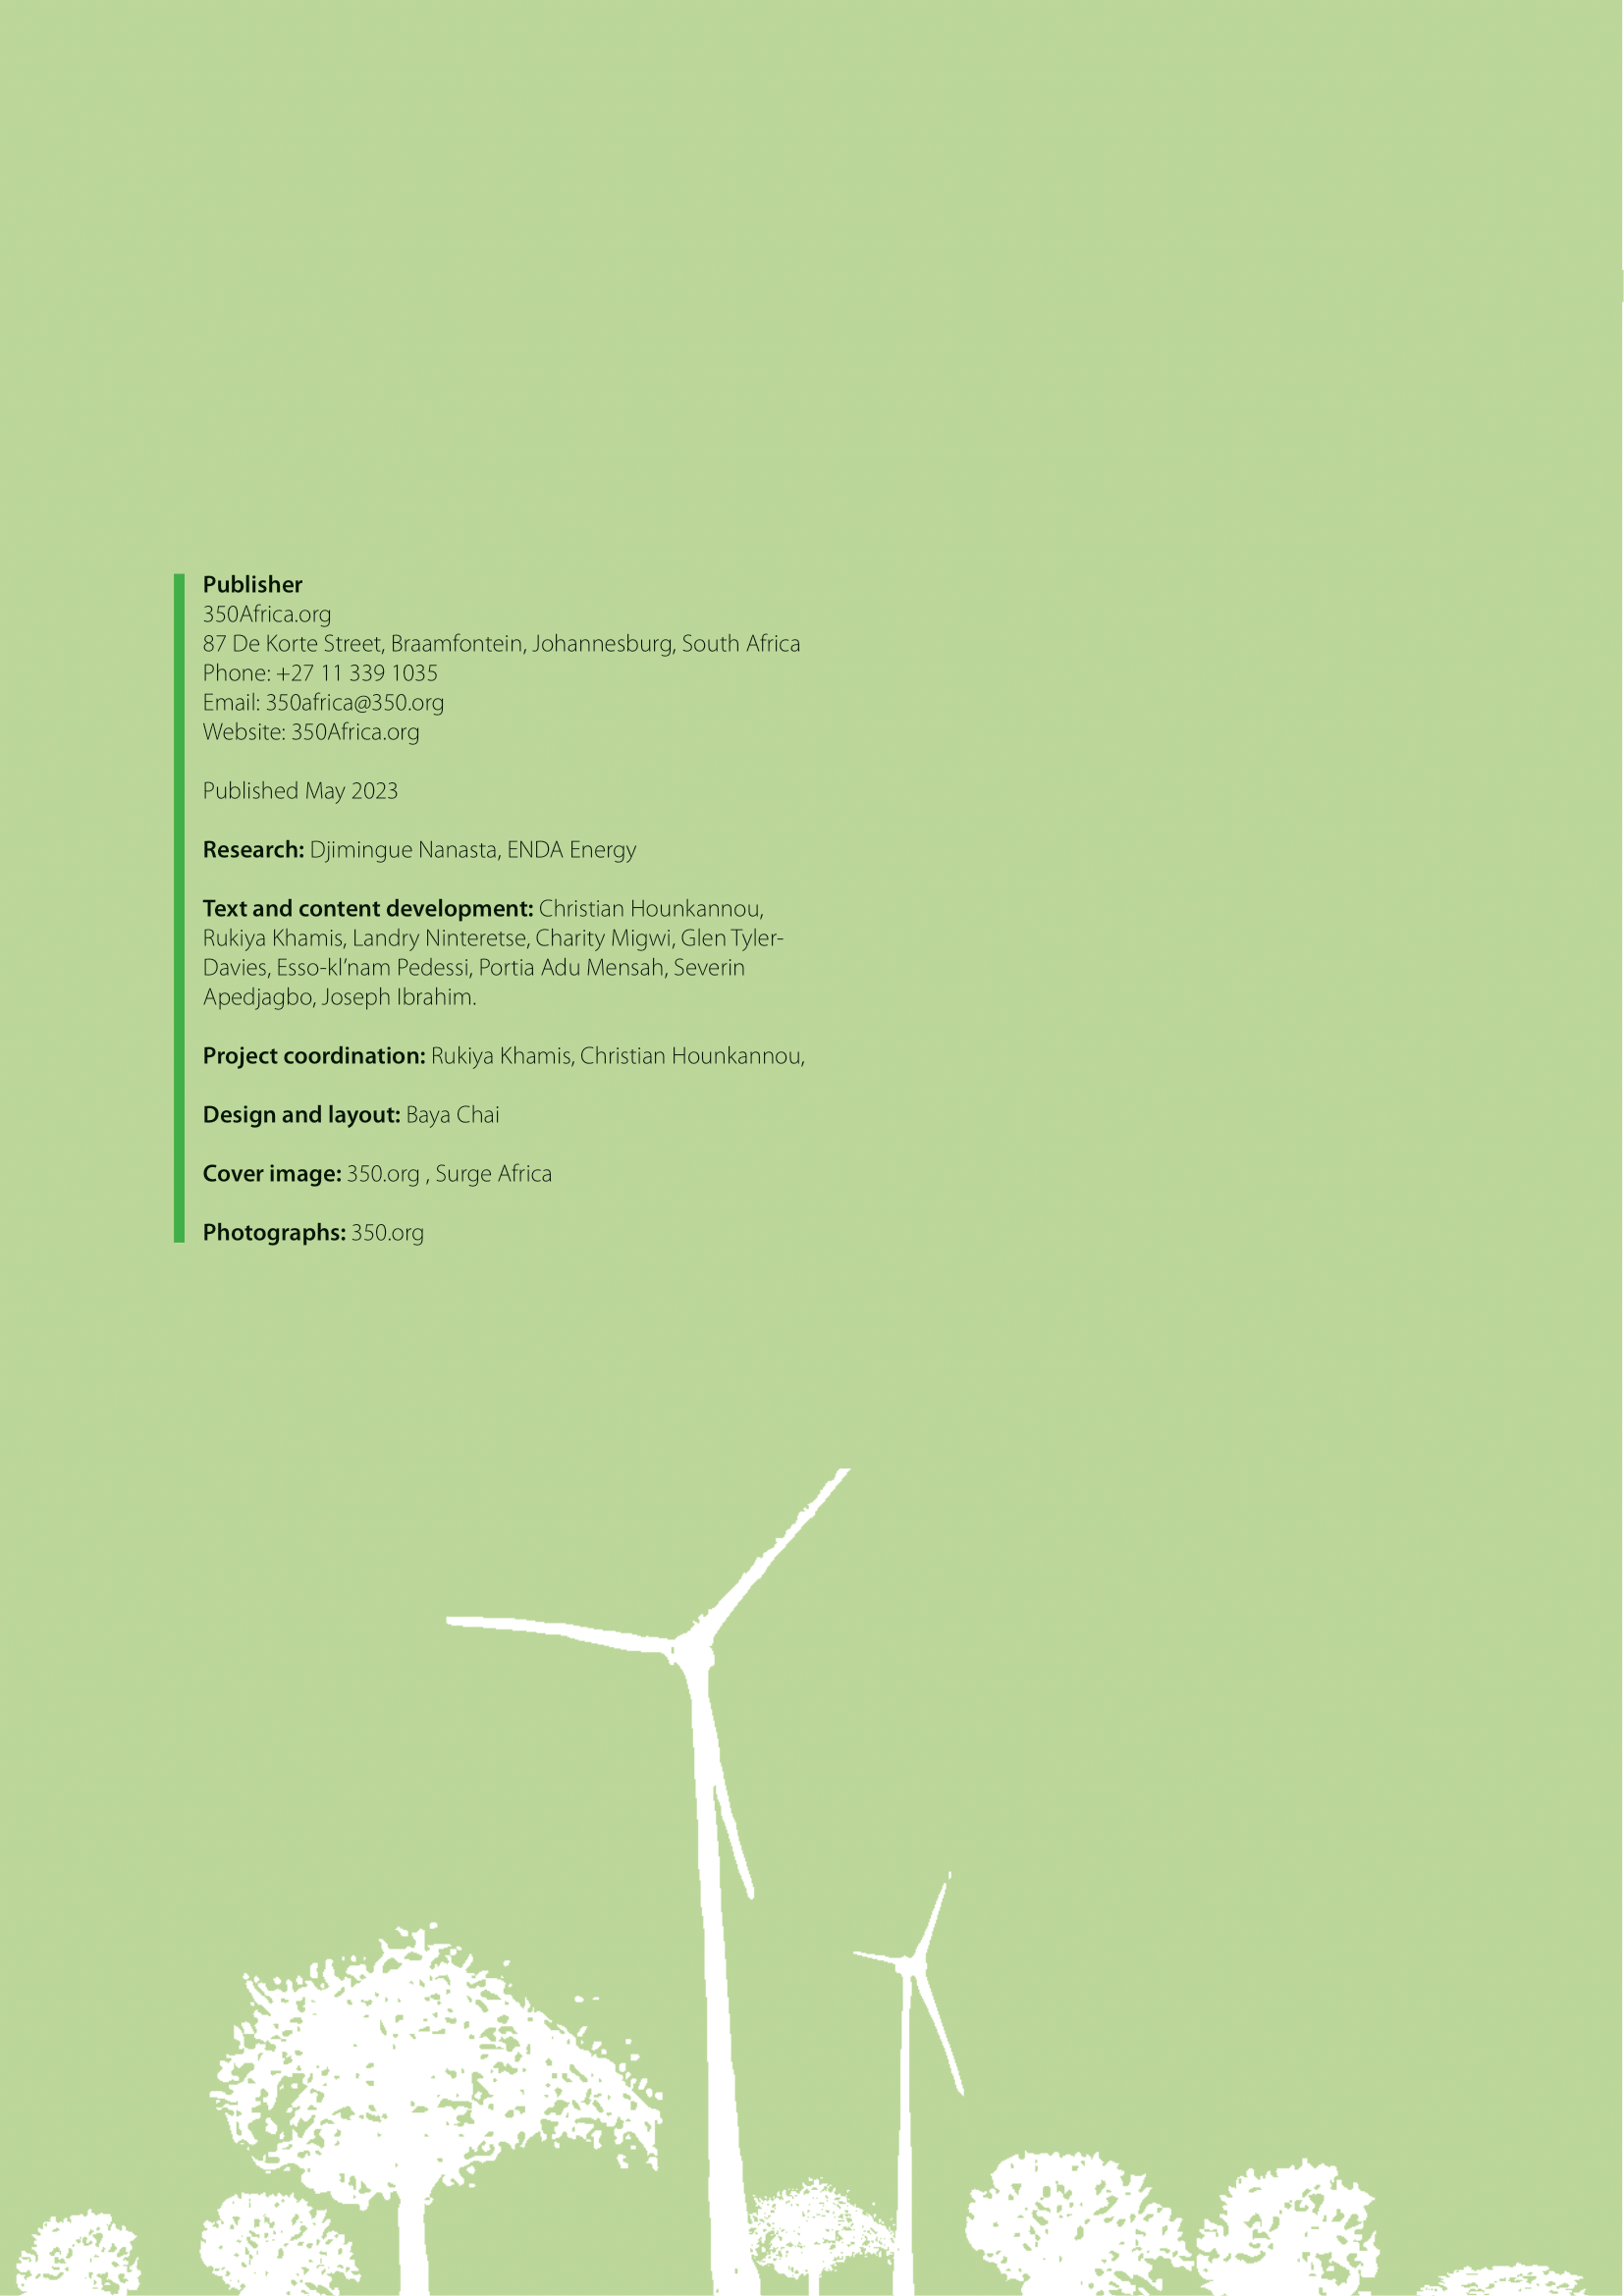 Publisher
350Africa.org
87 De Korte Street, Braamfontein, Johannesburg, South Africa
Phone: +27 11 339 1035
Email: 350africa@350.org
Website: 350Africa.org
Published May 2023
Research: Djimingue Nanasta, ENDA Energy
Text and content development: Christian Hounkannou,
Rukiya Khamis, Landry Ninteretse, Charity Migwi, Glen Tyler-
Davies, Esso-kl’nam Pedessi, Portia Adu Mensah, Severin
Apedjagbo, Joseph Ibrahim.
Project coordination: Rukiya Khamis, Christian Hounkannou,
Design and layout: Baya Chai
Cover image: 350.org , Surge Africa
Photographs: 350.org